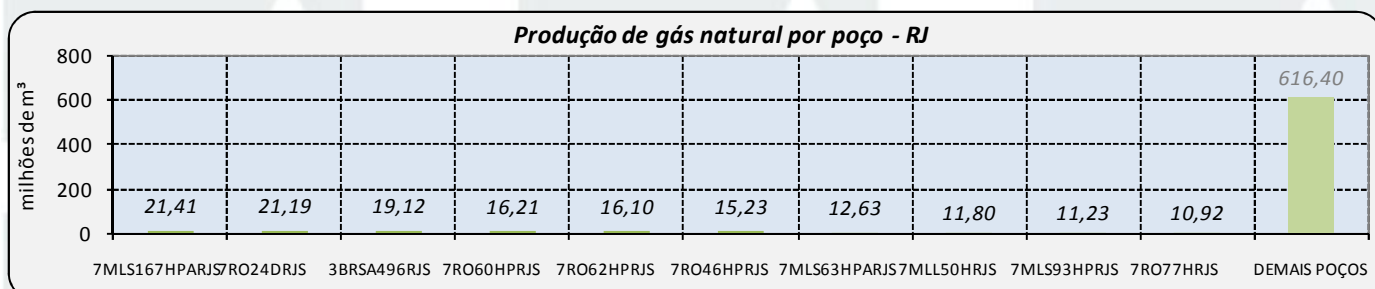 Produção de gás natural por poço - RJ
milhões de m³
800
600
400
200
0
21,41 21,19 19,12 16,21 16,10 15,23 12,63 11,80 11,23 10,92 616,40
7MLS167HPARJS 7RO24DRJS 3BRSA496RJS 7RO60HPRJS 7RO62HPRJS 7RO46HPRJS 7MLS63HPARJS 7MLL50HRJS 7MLS93HPRJS 7RO77HRJS DEMAIS POÇOS